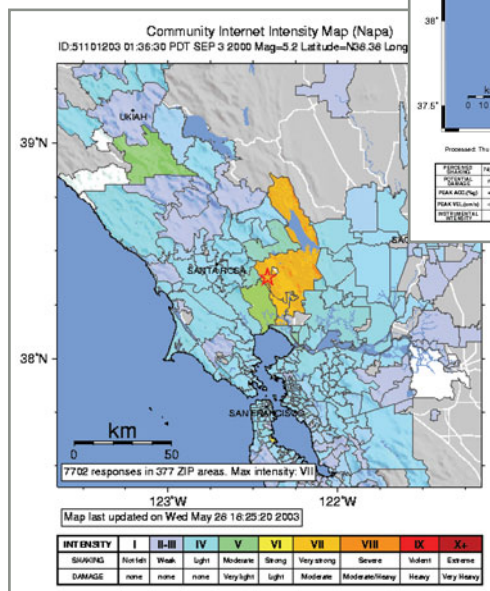 Community Internet Intensity Map (Napa)
ID:51101203 01:36:30 PDT SEP 3 2000 Mag=5.2 Latitude=N38.38 Long
39°N
38°N
UKIAH
SANTA ROSA
SAN FRANCISCO
km
0 50
7702 responses in 377 ZIP areas. Max intensity: VII
123°W 122°W
Map last updated on Wed May 28 18:25:20 2003
INTENSITY I II-III IV V VI VII VIII IX X+
SHAKING Not felt Weak Light Moderate Strong Very strong Severe Violent Extreme
DAMAGE none none none Very light Light Moderate Moderate/Heavy Heavy Very Heavy
38°
37.5°
0 10
Processed: Thu
PERCEIVED SHAKING
POTENTIAL DAMAGE
PEAK ACC.(%g)
PEAK VEL.(cm/s)
INSTRUMENTAL INTENSITY